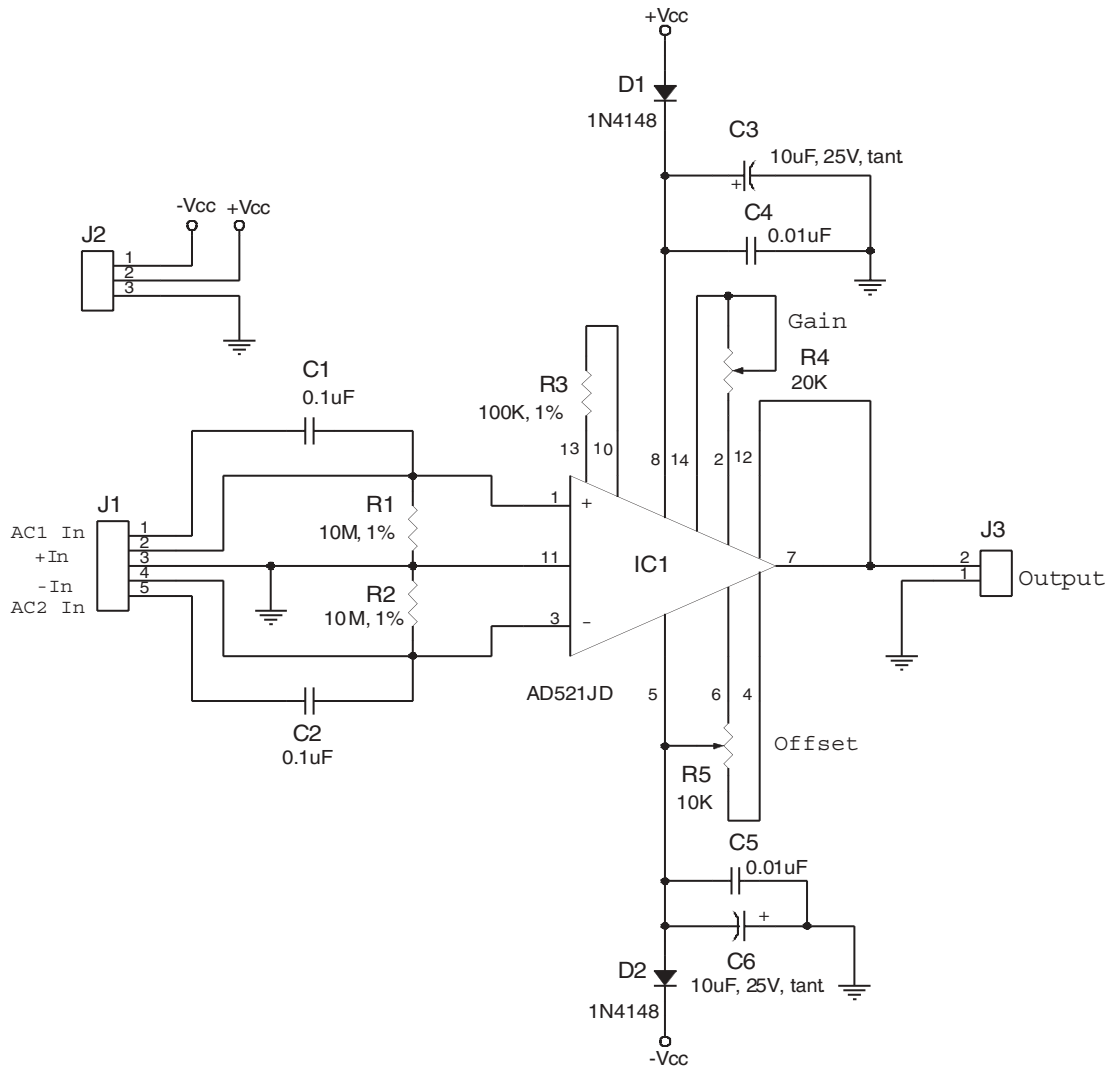 +Vcc
D1
1N4148
C3
10uF, 25V, tant.
+
C4
0.01uF
-Vcc
+Vcc
J2
1
2
3
Gain
R4
20K
C1
0.1uF
R3
100K, 1%
13
10
8
14
2
12
J1
AC1 In
+In
-In
AC2 In
1
2
3
4
5
R1
10M, 1%
R2
10M, 1%
1
+
11
IC1
3
−
7
J3
2
1
Output
AD521JD
C2
0.1uF
5
6
4
Offset
R5
10K
C5
0.01uF
+
C6
10uF, 25V, tant.
D2
1N4148
-Vcc